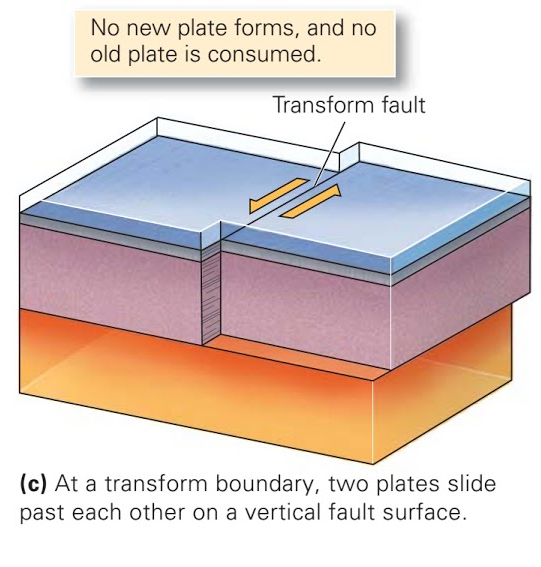 No new plate forms, and no
old plate is consumed.
Transform fault
(c) At a transform boundary, two plates slide
past each other on a vertical fault surface.